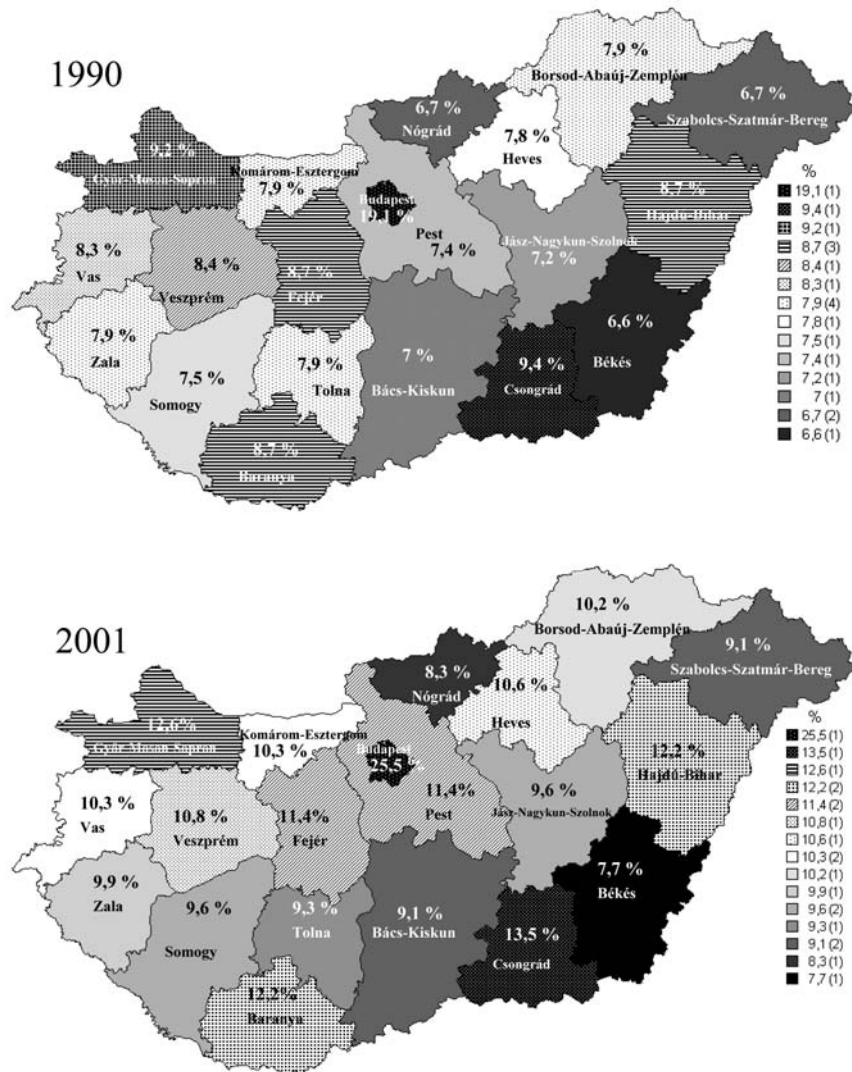 1990
7,9 %
Borsod-Abaúj-Zemplén
6,7 %
Nógrád
6,7 %
Szabolcs-Szatmár-Bereg
7,8 %
Heves
9,2 %
Győr-Moson-Sopron
Komárom-Esztergom
7,9 %
Budapest
19,1 %
Pest
7,4 %
Jász-Nagykun-Szolnok
7,2 %
8,7 %
Hajdú-Bihar
8,3 %
Vas
8,4 %
Veszprém
8,7 %
Fejér
7,9 %
Zala
7,5 %
Somogy
7,9 %
Tolna
7 %
Bács-Kiskun
9,4 %
Csongrád
6,6 %
Békés
8,7 %
Baranya
%
19,1 (1)
9,4 (1)
9,2 (1)
8,7 (3)
8,4 (1)
8,3 (1)
7,9 (4)
7,8 (1)
7,5 (1)
7,4 (1)
7,2 (1)
7 (1)
6,7 (2)
6,6 (1)
2001
10,2 %
Borsod-Abaúj-Zemplén
8,3 %
Nógrád
9,1 %
Szabolcs-Szatmár-Bereg
10,6 %
Heves
12,6%
Győr-Moson-Sopron
Komárom-Esztergom
10,3 %
Budapest
25,5 %
11,4%
Pest
9,6 %
Jász-Nagykun-Szolnok
12,2 %
Hajdú-Bihar
10,3 %
Vas
10,8 %
Veszprém
11,4%
Fejér
9,9 %
Zala
9,6 %
Somogy
9,3 %
Tolna
9,1 %
Bács-Kiskun
13,5 %
Csongrád
7,7 %
Békés
12,2%
Baranya
%
25,5 (1)
13,5 (1)
12,6 (1)
12,2 (2)
11,4 (2)
10,8 (1)
10,6 (1)
10,3 (2)
10,2 (1)
9,9 (1)
9,6 (2)
9,3 (1)
9,1 (2)
8,3 (1)
7,7 (1)